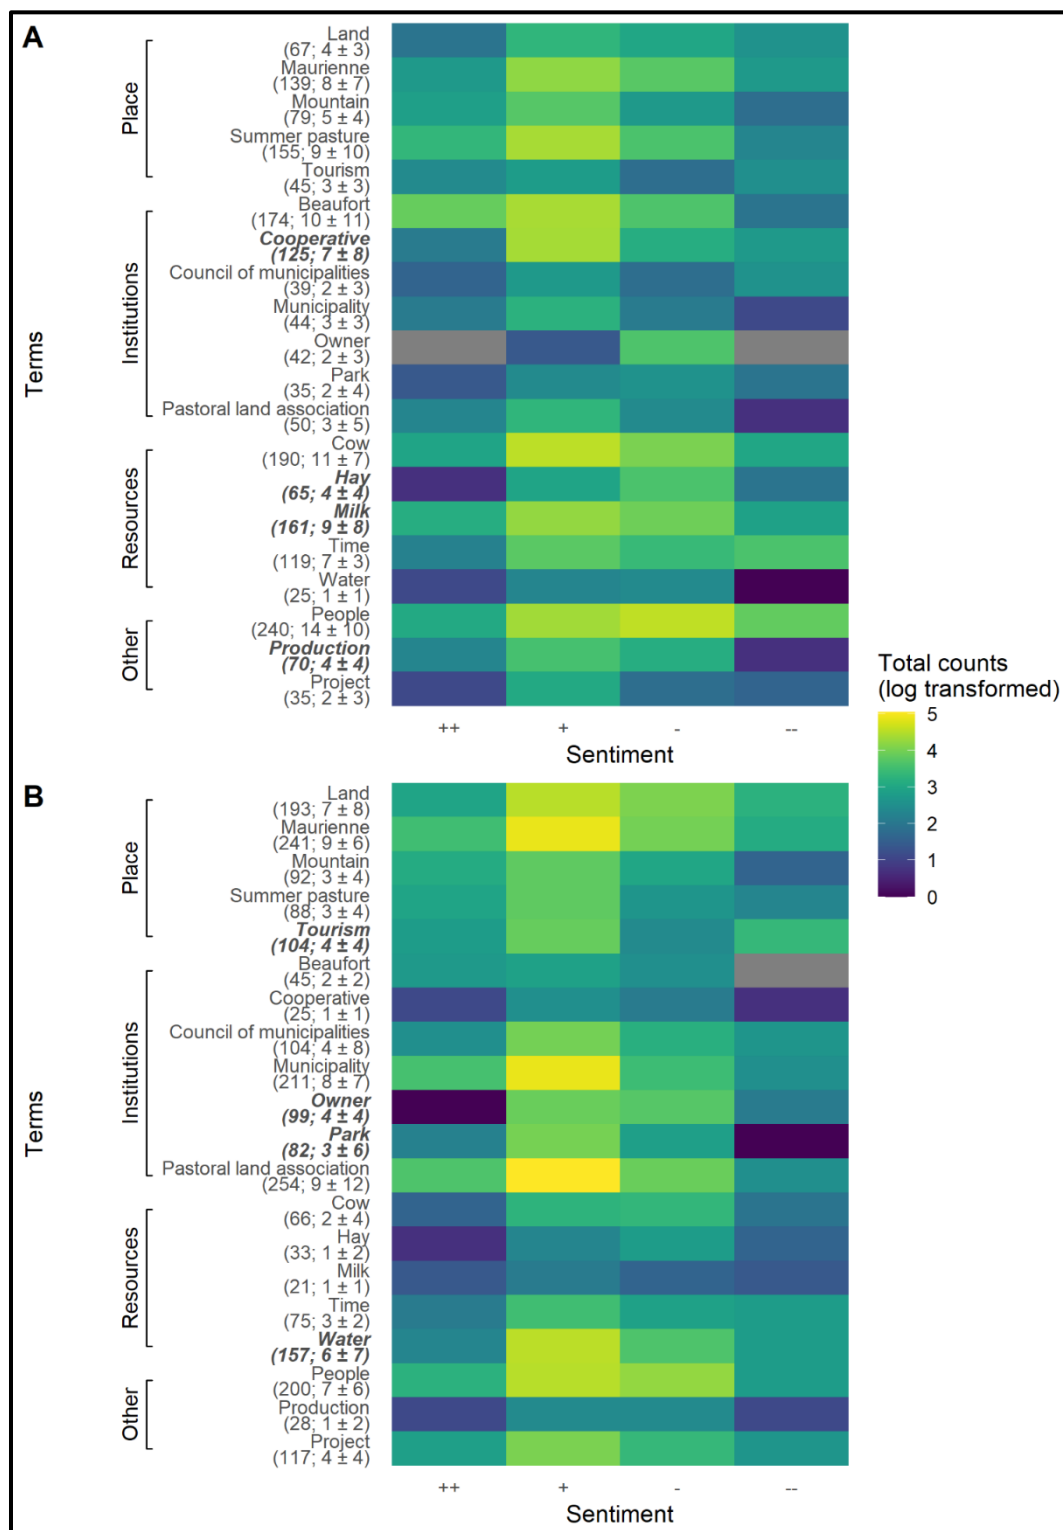 A
Place
Land
(67; 4 ± 3)
Maurienne
(139; 8 ± 7)
Mountain
(79; 5 ± 4)
Summer pasture
(155; 9 ± 10)
Tourism
(45; 3 ± 3)
Terms
Institutions
Beaufort
(174; 10 ± 11)
Cooperative
(125; 7 ± 8)
Council of municipalities
(39; 2 ± 3)
Municipality
(44; 3 ± 3)
Owner
(42; 2 ± 3)
Park
(35; 2 ± 4)
Pastoral land association
(50; 3 ± 5)
Resources
Cow
(190; 11 ± 7)
Hay
(65; 4 ± 4)
Milk
(161; 9 ± 8)
Time
(119; 7 ± 3)
Water
(25; 1 ± 1)
Other
People
(240; 14 ± 10)
Production
(70; 4 ± 4)
Project
(35; 2 ± 3)
++ + - --
Sentiment
Total counts
(log transformed)
5
4
3
2
1
0
B
Place
Land
(193; 7 ± 8)
Maurienne
(241; 9 ± 6)
Mountain
(92; 3 ± 4)
Summer pasture
(88; 3 ± 4)
Tourism
(104; 4 ± 4)
Terms
Institutions
Beaufort
(45; 2 ± 2)
Cooperative
(25; 1 ± 1)
Council of municipalities
(104; 4 ± 8)
Municipality
(211; 8 ± 7)
Owner
(99; 4 ± 4)
Park
(82; 3 ± 6)
Pastoral land association
(254; 9 ± 12)
Resources
Cow
(66; 2 ± 4)
Hay
(33; 1 ± 2)
Milk
(21; 1 ± 1)
Time
(75; 3 ± 2)
Water
(157; 6 ± 7)
Other
People
(200; 7 ± 6)
Production
(28; 1 ± 2)
Project
(117; 4 ± 4)
++ + - --
Sentiment